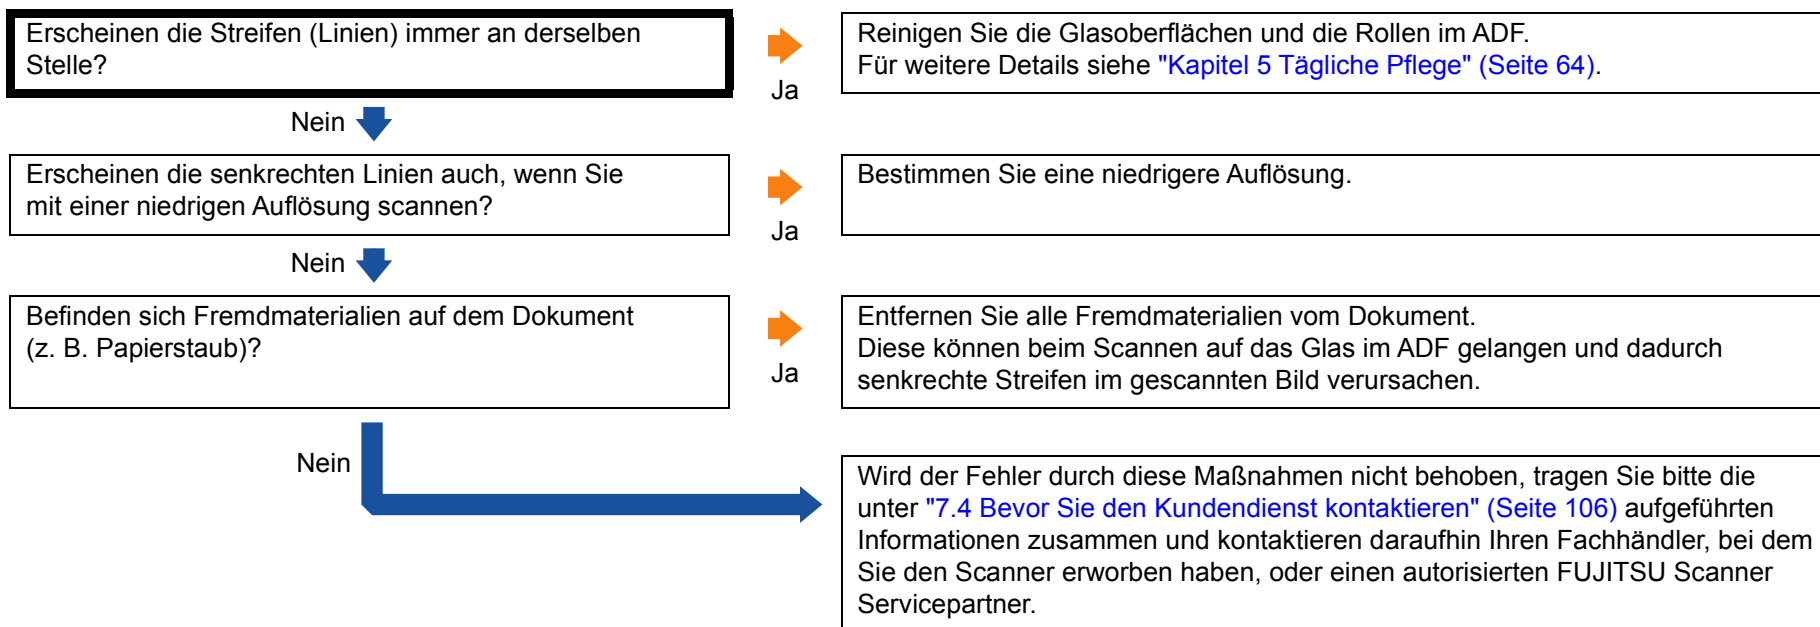 Erscheinen die Streifen (Linien) immer an derselben
Stelle?
Ja
Reinigen Sie die Glasoberflächen und die Rollen im ADF.
Für weitere Details siehe "Kapitel 5 Tägliche Pflege" (Seite 64).
Nein
Erscheinen die senkrechten Linien auch, wenn Sie
mit einer niedrigen Auflösung scannen?
Ja
Bestimmen Sie eine niedrigere Auflösung.
Nein
Befinden sich Fremdmaterialien auf dem Dokument
(z. B. Papierstaub)?
Ja
Entfernen Sie alle Fremdmaterialien vom Dokument.
Diese können beim Scannen auf das Glas im ADF gelangen und dadurch
senkrechte Streifen im gescannten Bild verursachen.
Nein
Wird der Fehler durch diese Maßnahmen nicht behoben, tragen Sie bitte die
unter "7.4 Bevor Sie den Kundendienst kontaktieren" (Seite 106) aufgeführten
Informationen zusammen und kontaktieren daraufhin Ihren Fachhändler, bei dem
Sie den Scanner erworben haben, oder einen autorisierten FUJITSU Scanner
Servicepartner.